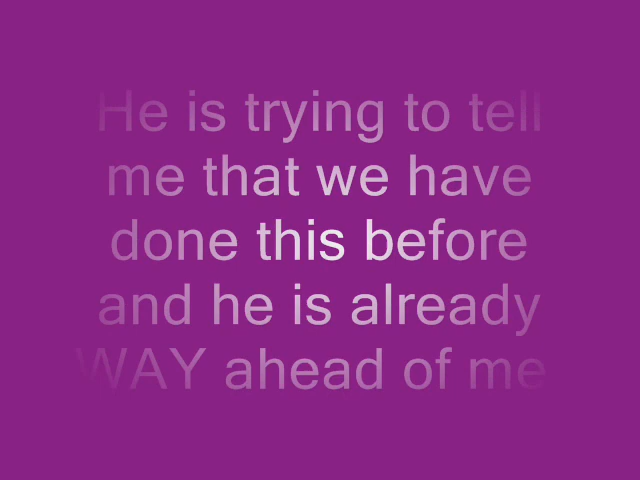 He is trying to tell
me that we have
done this before
and he is already
WAY ahead of me